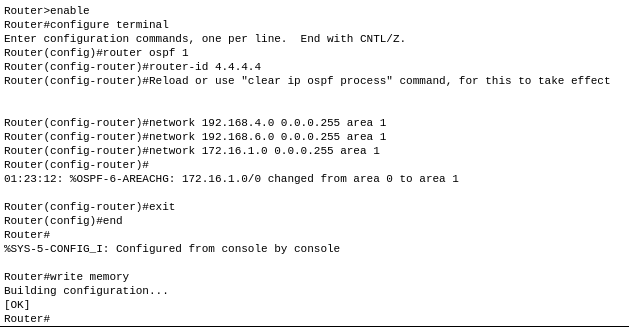 Router>enable
Router#configure terminal
Enter configuration commands, one per line.  End with CNTL/Z.
Router(config)#router ospf 1
Router(config-router)#router-id 4.4.4.4
Router(config-router)#Reload or use "clear ip ospf process" command, for this to take effect
Router(config-router)#network 192.168.4.0 0.0.0.255 area 1
Router(config-router)#network 192.168.6.0 0.0.0.255 area 1
Router(config-router)#network 172.16.1.0 0.0.0.255 area 1
Router(config-router)#
01:23:12: %OSPF-6-AREACHG: 172.16.1.0/0 changed from area 0 to area 1
Router(config-router)#exit
Router(config)#end
Router#
%SYS-5-CONFIG_I: Configured from console by console
Router#write memory
Building configuration...
[OK]
Router#